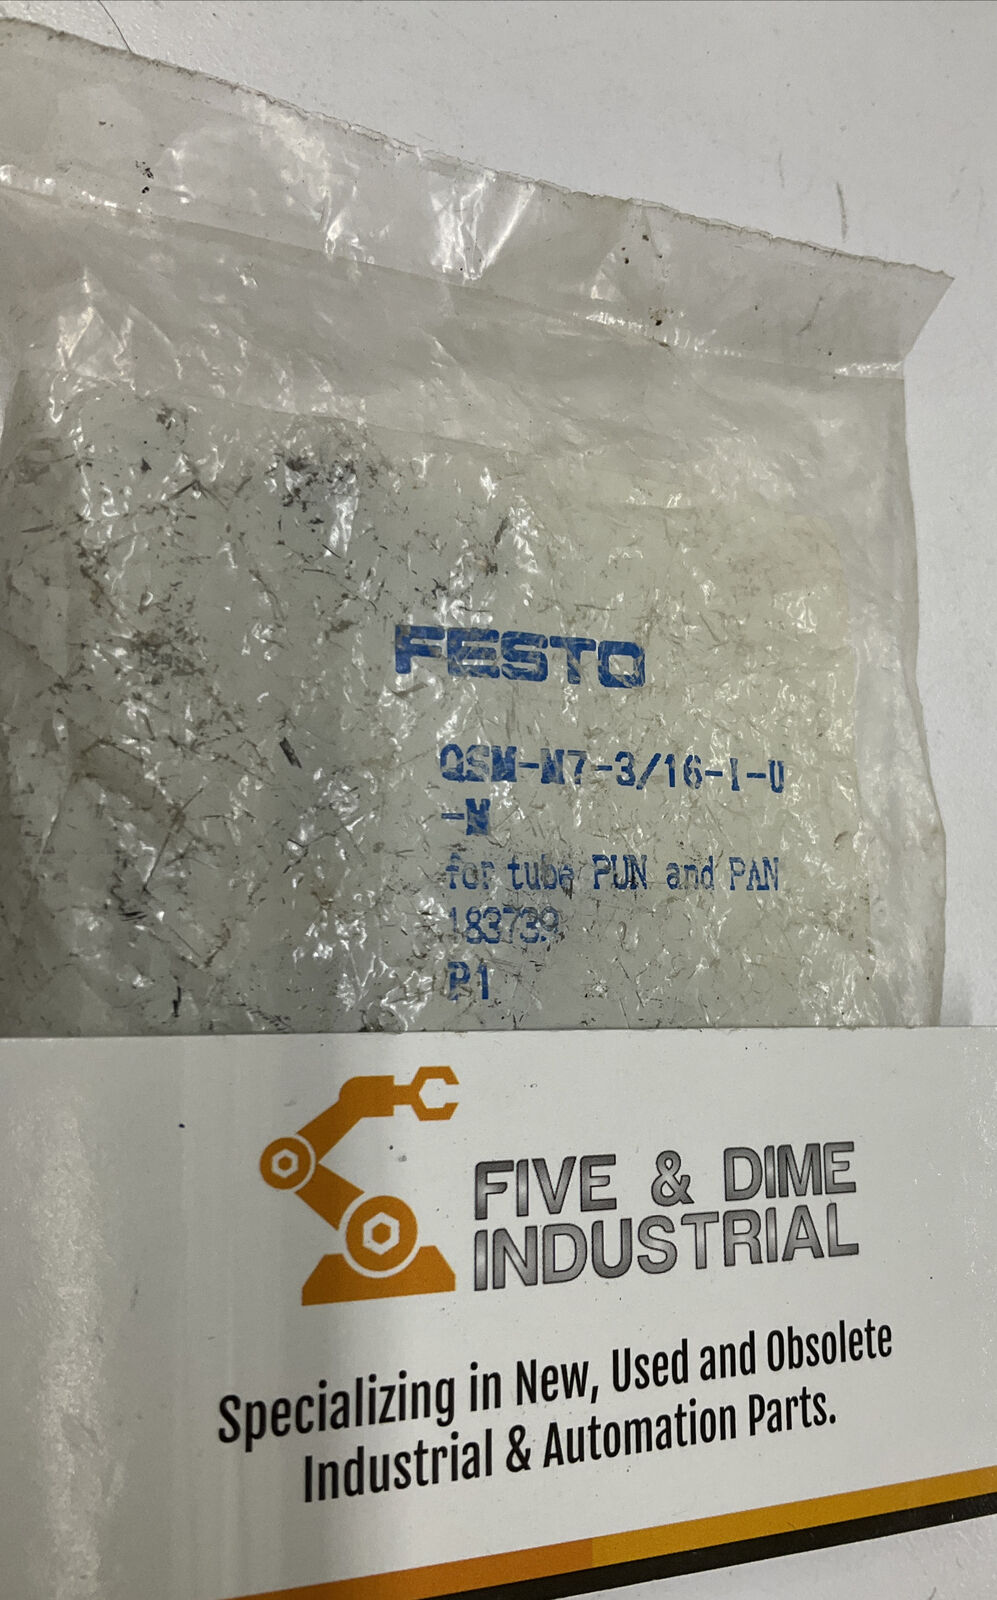 FESTO
QSM-M7-3/16-I-U
-M
for tube PUN and PAN
183739
P1
FIVE & DIME
INDUSTRIAL
Specializing in New, Used and Obsolete
Industrial & Automation Parts.